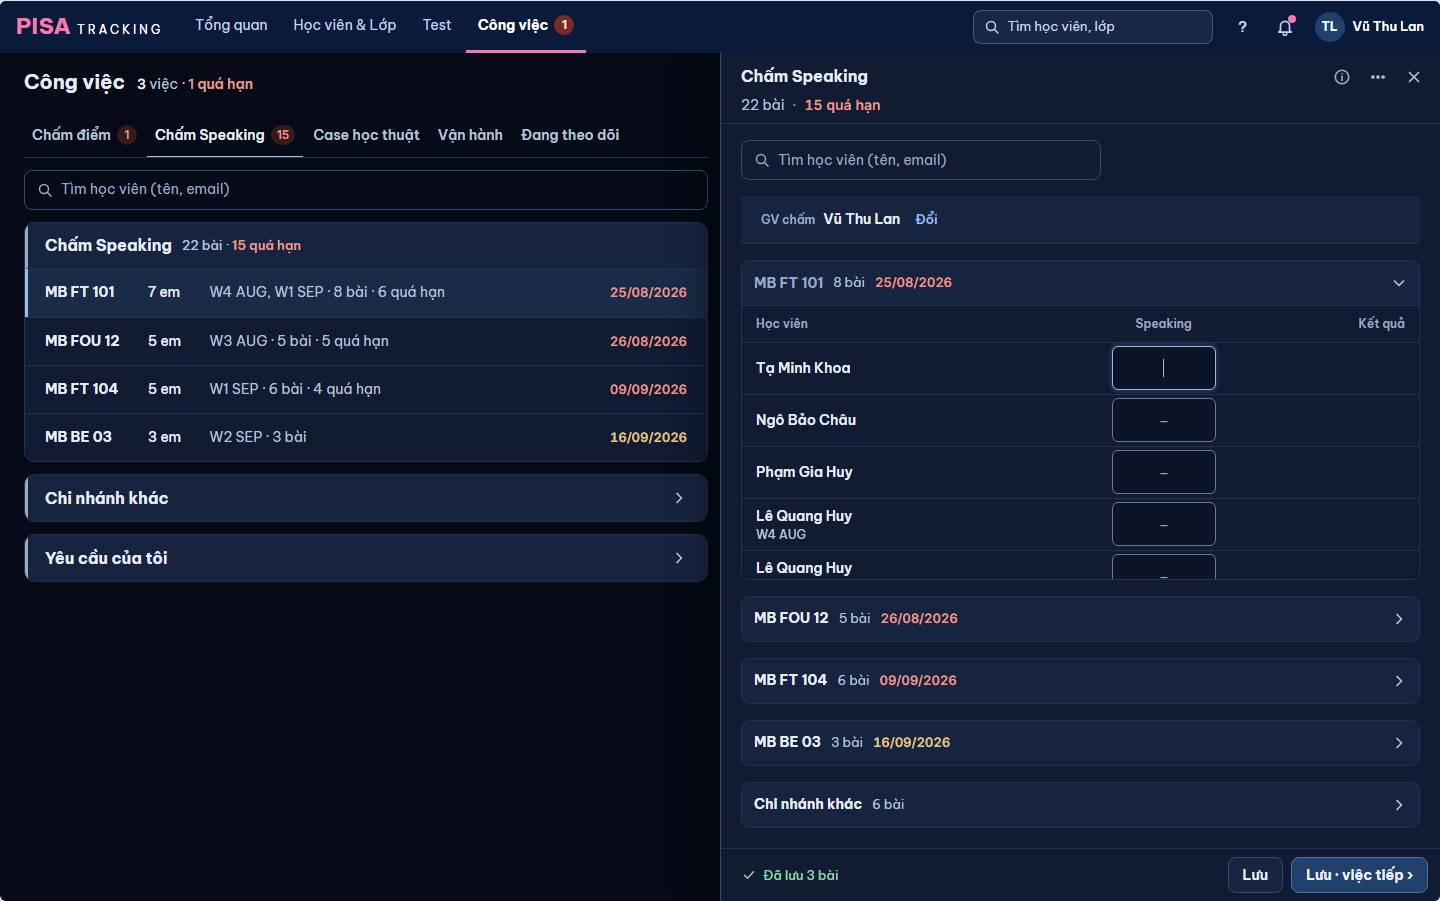 PISA TRACKING Tổng quan Học viên & Lớp Test Công việc 1 Tìm học viên, lớp ? TL Vũ Thu Lan
Công việc 3 việc · 1 quá hạn
Chấm điểm 1 Chấm Speaking 15 Case học thuật Vận hành Đang theo dõi
Tìm học viên (tên, email)
Chấm Speaking 22 bài · 15 quá hạn
MB FT 101 7 em W4 AUG, W1 SEP · 8 bài · 6 quá hạn 25/08/2026
MB FOU 12 5 em W3 AUG · 5 bài · 5 quá hạn 26/08/2026
MB FT 104 5 em W1 SEP · 6 bài · 4 quá hạn 09/09/2026
MB BE 03 3 em W2 SEP · 3 bài 16/09/2026
Chi nhánh khác
Yêu cầu của tôi
Chấm Speaking
22 bài · 15 quá hạn
Tìm học viên (tên, email)
GV chấm Vũ Thu Lan Đổi
MB FT 101 8 bài 25/08/2026
Học viên Speaking Kết quả
Tạ Minh Khoa
Ngô Bảo Châu –
Phạm Gia Huy –
Lê Quang Huy –
W4 AUG
Lê Quang Huy –
MB FOU 12 5 bài 26/08/2026
MB FT 104 6 bài 09/09/2026
MB BE 03 3 bài 16/09/2026
Chi nhánh khác 6 bài
Đã lưu 3 bài Lưu Lưu · việc tiếp ›